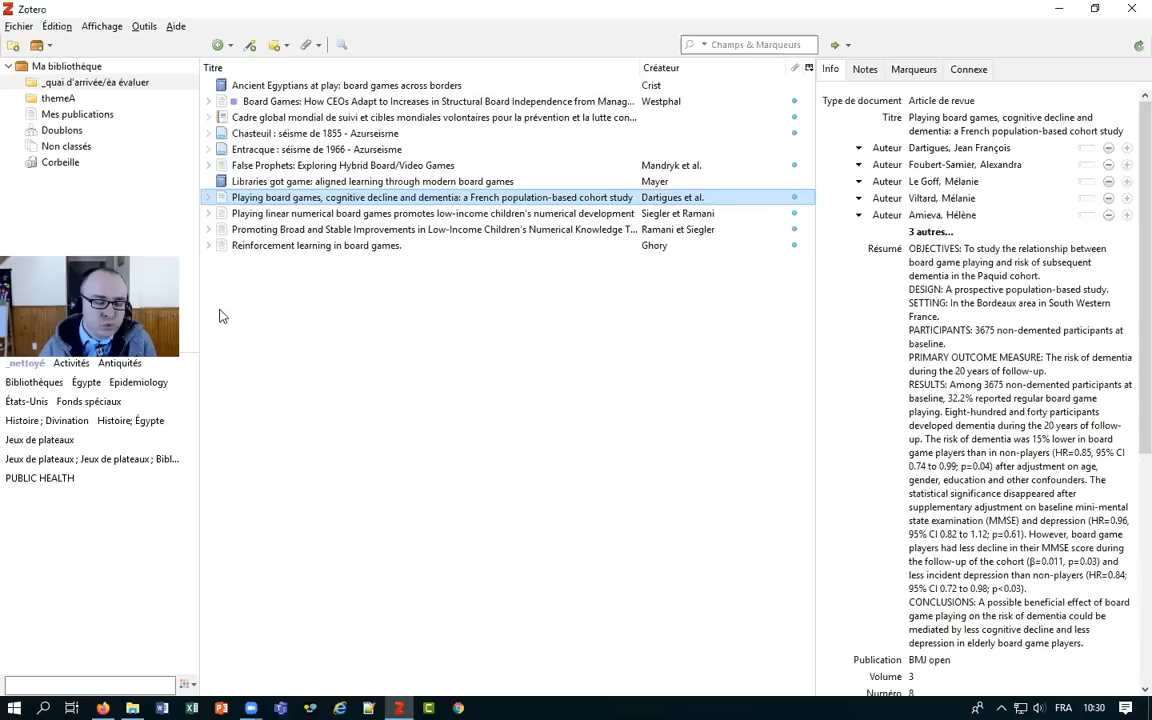 Zotero
Fichier Édition Affichage Outils Aide
Champs & Marqueurs
Ma bibliothèque
_quai d'arrivée/èa évaluer
themeA
Mes publications
Doublons
Non classés
Corbeille
_nettoyé Activités Antiquités
Bibliothèques Égypte Epidemiology
États-Unis Fonds spéciaux
Histoire ; Divination Histoire; Égypte
Jeux de plateaux
Jeux de plateaux ; Jeux de plateaux ; Bibl...
PUBLIC HEALTH
Titre Créateur
Ancient Egyptians at play: board games across borders Crist
Board Games: How CEOs Adapt to Increases in Structural Board Independence from Manag... Westphal
Cadre global mondial de suivi et cibles mondiales volontaires pour la prévention et la lutte con...
Chasteuil : séisme de 1855 - Azurseisme
Entracque : séisme de 1966 - Azurseisme
False Prophets: Exploring Hybrid Board/Video Games Mandryk et al.
Libraries got game: aligned learning through modern board games Mayer
Playing board games, cognitive decline and dementia: a French population-based cohort study Dartigues et al.
Playing linear numerical board games promotes low-income children's numerical development Siegler et Ramani
Promoting Broad and Stable Improvements in Low-Income Children's Numerical Knowledge T... Ramani et Siegler
Reinforcement learning in board games. Ghory
Info Notes Marqueurs Connexe
Type de document Article de revue
Titre Playing board games, cognitive decline and
dementia: a French population-based cohort study
Auteur Dartigues, Jean François
Auteur Foubert-Samier, Alexandra
Auteur Le Goff, Mélanie
Auteur Viltard, Mélanie
Auteur Amieva, Hélène
3 autres...
Résumé OBJECTIVES: To study the relationship between
board game playing and risk of subsequent
dementia in the Paquid cohort.
DESIGN: A prospective population-based study.
SETTING: In the Bordeaux area in South Western
France.
PARTICIPANTS: 3675 non-demented participants at
baseline.
PRIMARY OUTCOME MEASURE: The risk of dementia
during the 20 years of follow-up.
RESULTS: Among 3675 non-demented participants at
baseline, 32.2% reported regular board game
playing. Eight-hundred and forty participants
developed dementia during the 20 years of follow-
up. The risk of dementia was 15% lower in board
game players than in non-players (HR=0.85, 95% CI
0.74 to 0.99; p=0.04) after adjustment on age,
gender, education and other confounders. The
statistical significance disappeared after
supplementary adjustment on baseline mini-mental
state examination (MMSE) and depression (HR=0.96,
95% CI 0.82 to 1.12; p=0.61). However, board game
players had less decline in their MMSE score during
the follow-up of the cohort (β=0.011, p=0.03) and
less incident depression than non-players (HR=0.84;
95% CI 0.72 to 0.98; p<0.03).
CONCLUSIONS: A possible beneficial effect of board
game playing on the risk of dementia could be
mediated by less cognitive decline and less
depression in elderly board game players.
Publication BMJ open
Volume 3
Numéro 8
FRA 10:30